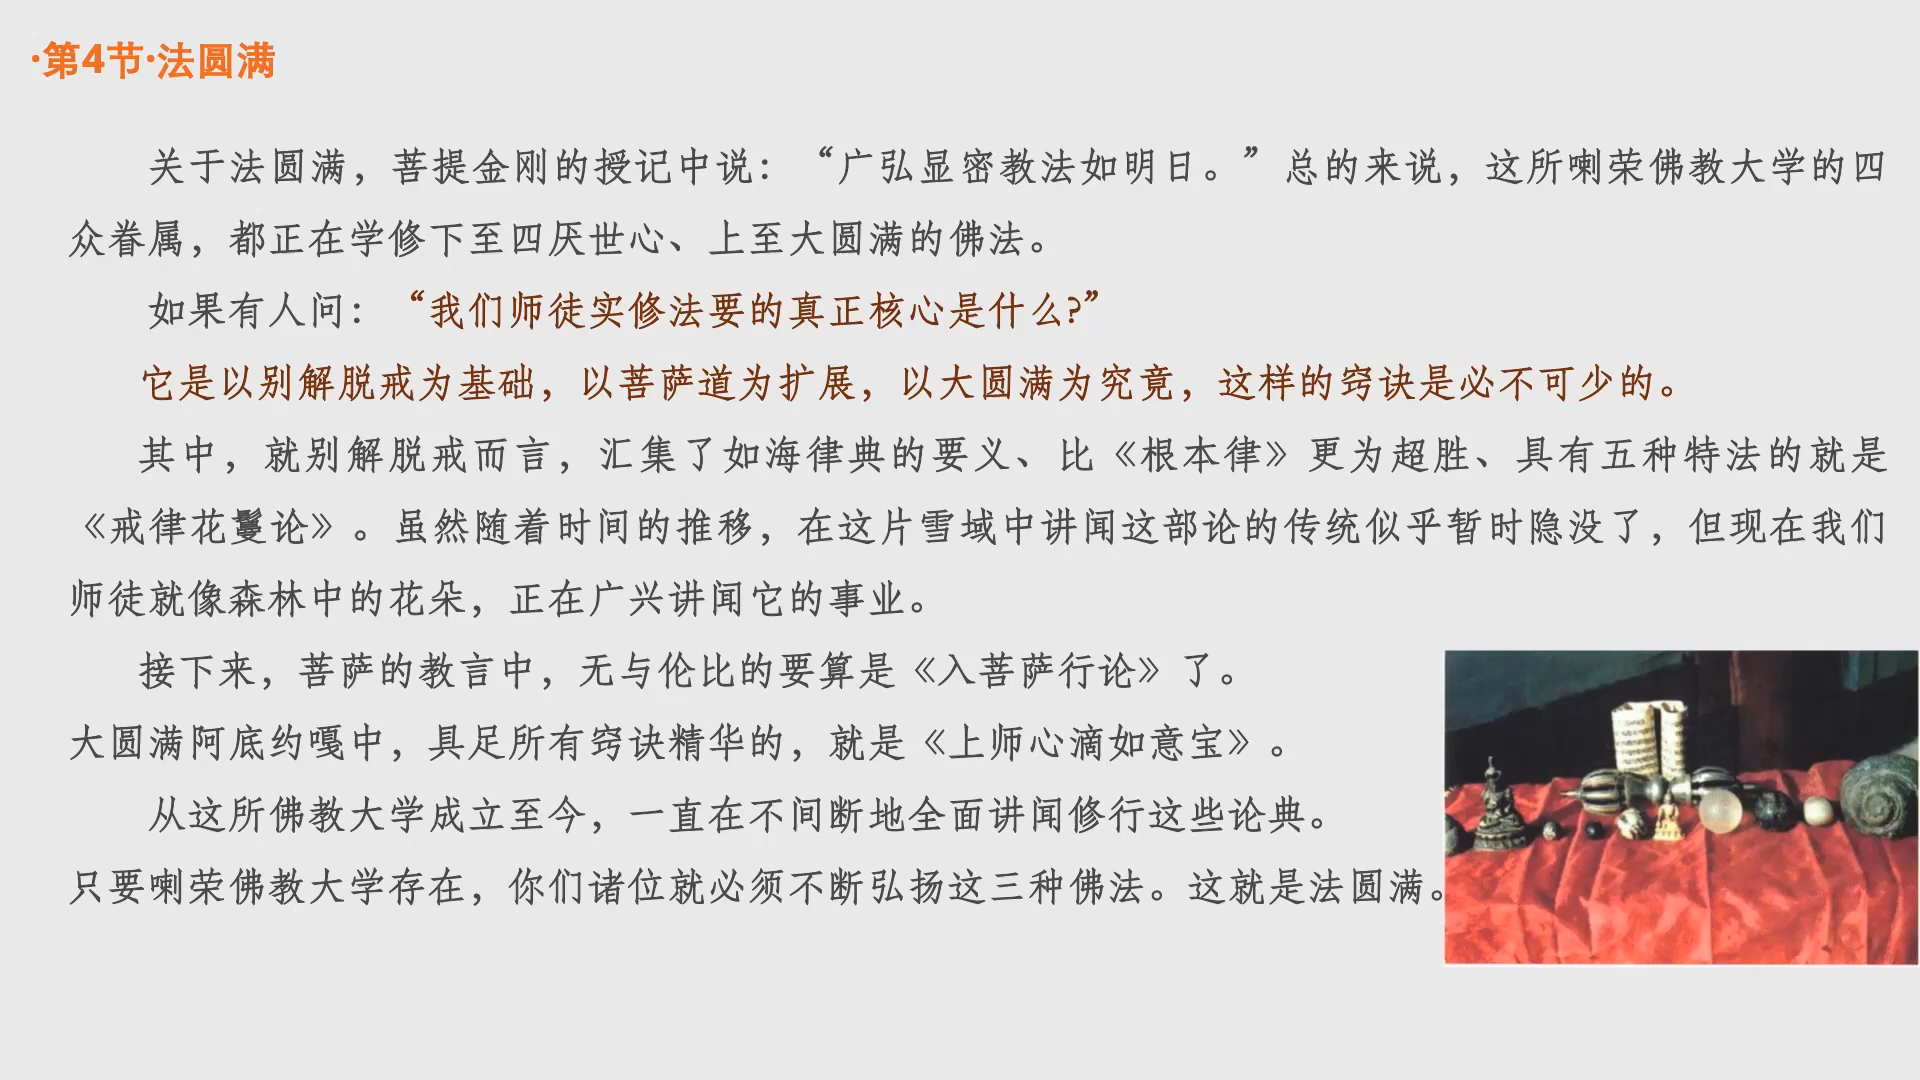 ·第4节·法圆满
关于法圆满，菩提金刚的授记中说：“广弘显密教法如明日。”总的来说，这所喇荣佛教大学的四
众眷属，都正在学修下至四厌世心、上至大圆满的佛法。
如果有人问：“我们师徒实修法要的真正核心是什么?”
它是以别解脱戒为基础，以菩萨道为扩展，以大圆满为究竟，这样的窍诀是必不可少的。
其中，就别解脱戒而言，汇集了如海律典的要义、比《根本律》更为超胜、具有五种特法的就是
《戒律花鬘论》。虽然随着时间的推移，在这片雪域中讲闻这部论的传统似乎暂时隐没了，但现在我们
师徒就像森林中的花朵，正在广兴讲闻它的事业。
接下来，菩萨的教言中，无与伦比的要算是《入菩萨行论》了。
大圆满阿底约嘎中，具足所有窍诀精华的，就是《上师心滴如意宝》。
从这所佛教大学成立至今，一直在不间断地全面讲闻修行这些论典。
只要喇荣佛教大学存在，你们诸位就必须不断弘扬这三种佛法。这就是法圆满。